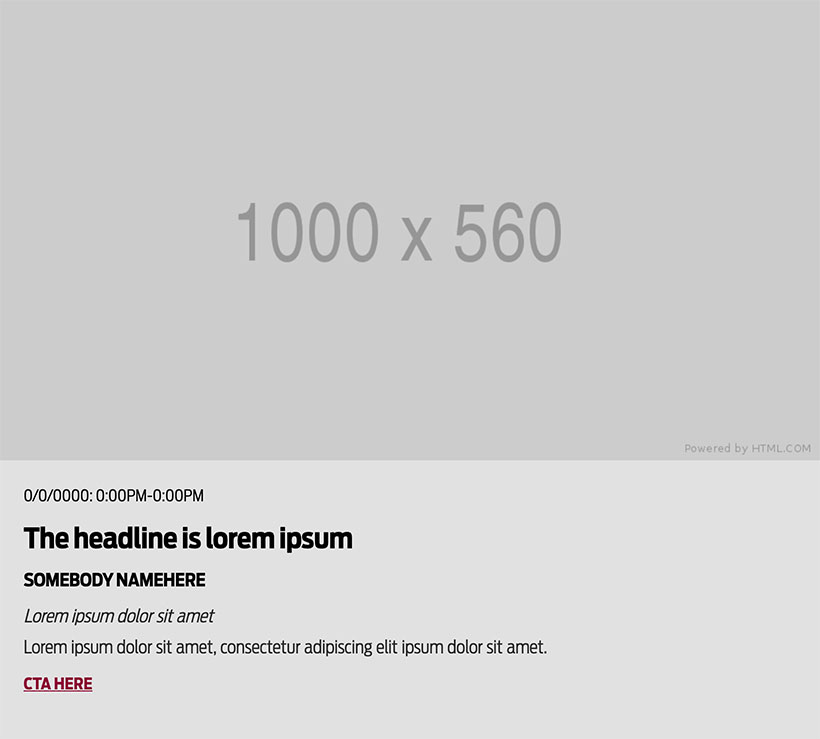 1000 x 560
Powered by HTML.COM
0/0/0000: 0:00PM-0:00PM
The headline is lorem ipsum
SOMEBODY NAMEHERE
Lorem ipsum dolor sit amet
Lorem ipsum dolor sit amet, consectetur adipiscing elit ipsum dolor sit amet.
CTA HERE